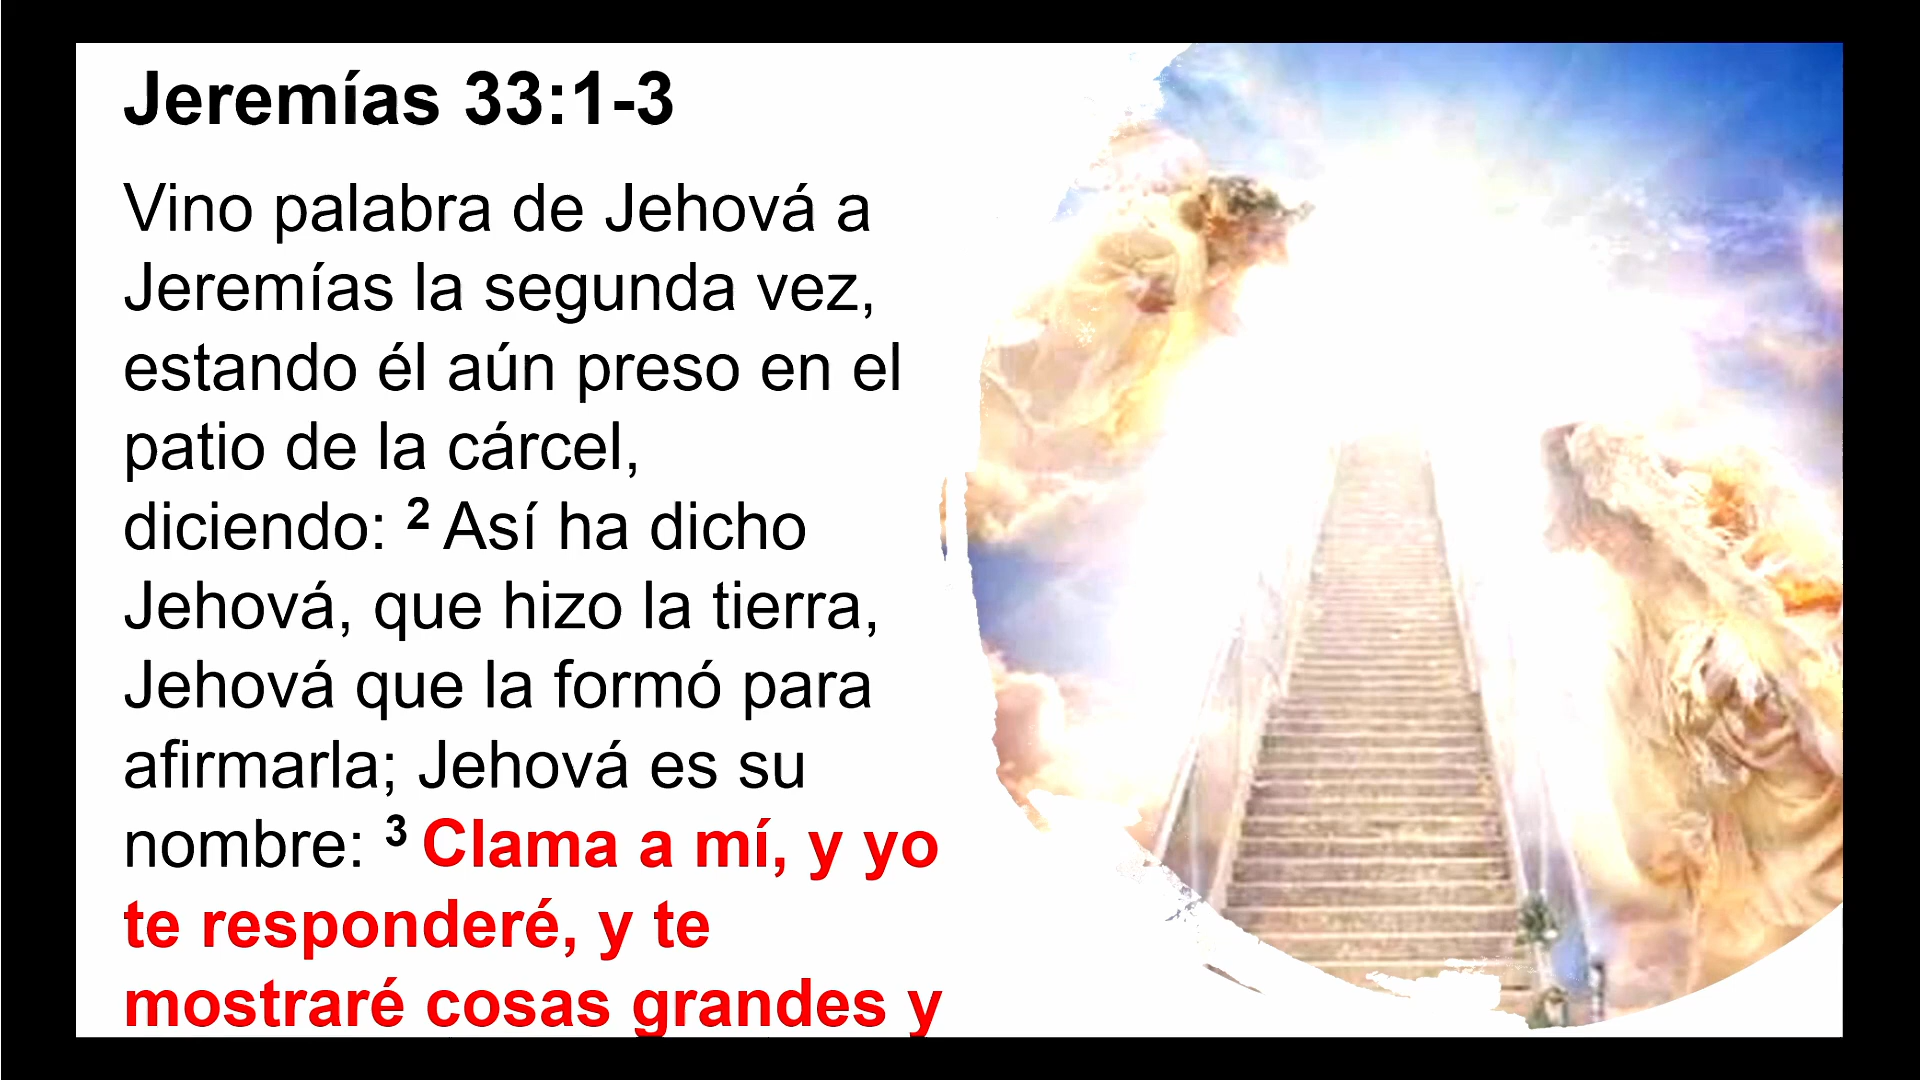 Jeremías 33:1-3
Vino palabra de Jehová a
Jeremías la segunda vez,
estando él aún preso en el
patio de la cárcel,
diciendo: ² Así ha dicho
Jehová, que hizo la tierra,
Jehová que la formó para
afirmarla; Jehová es su
nombre: ³ Clama a mí, y yo
te responderé, y te
mostraré cosas grandes y